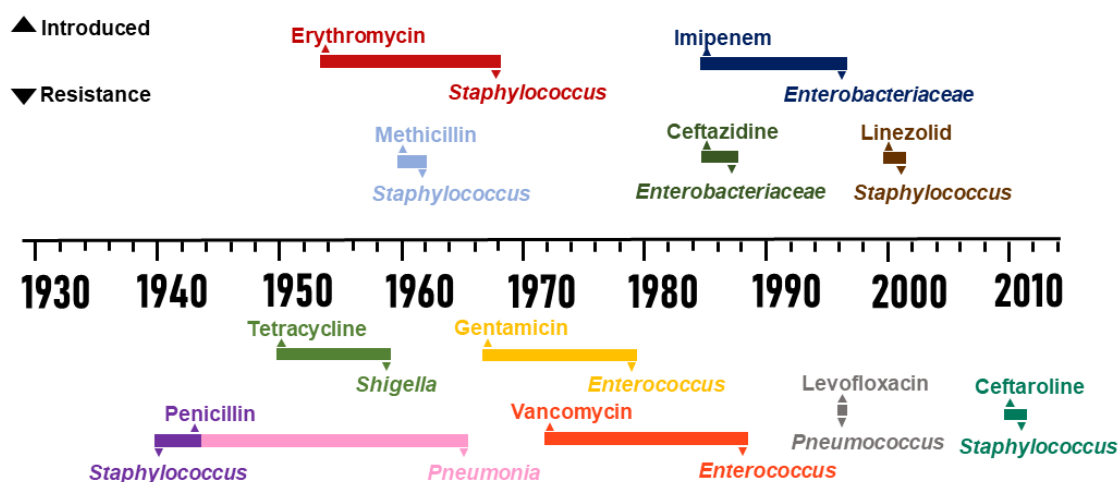 Introduced
Resistance
Erythromycin
Staphylococcus
Imipenem
Enterobacteriaceae
Methicillin
Staphylococcus
Ceftazidine
Enterobacteriaceae
Linezolid
Staphylococcus
1930 1940 1950 1960 1970 1980 1990 2000 2010
Tetracycline
Shigella
Gentamicin
Enterococcus
Penicillin
Staphylococcus
Pneumonia
Vancomycin
Enterococcus
Levofloxacin
Pneumococcus
Ceftaroline
Staphylococcus